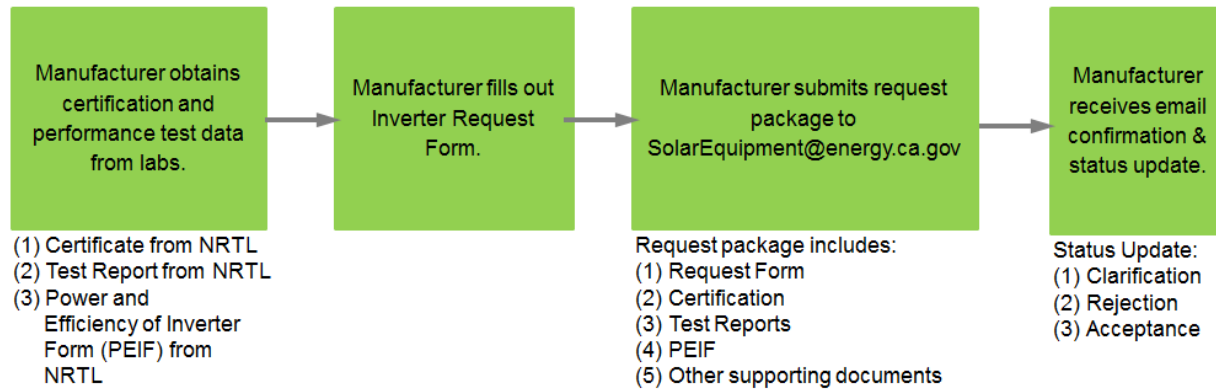 Manufacturer obtains
certification and
performance test data
from labs.
(1) Certificate from NRTL
(2) Test Report from NRTL
(3) Power and
Efficiency of Inverter
Form (PEIF) from
NRTL
Manufacturer fills out
Inverter Request
Form.
Manufacturer submits request
package to
SolarEquipment@energy.ca.gov
Request package includes:
(1) Request Form
(2) Certification
(3) Test Reports
(4) PEIF
(5) Other supporting documents
Manufacturer
receives email
confirmation &
status update.
Status Update:
(1) Clarification
(2) Rejection
(3) Acceptance